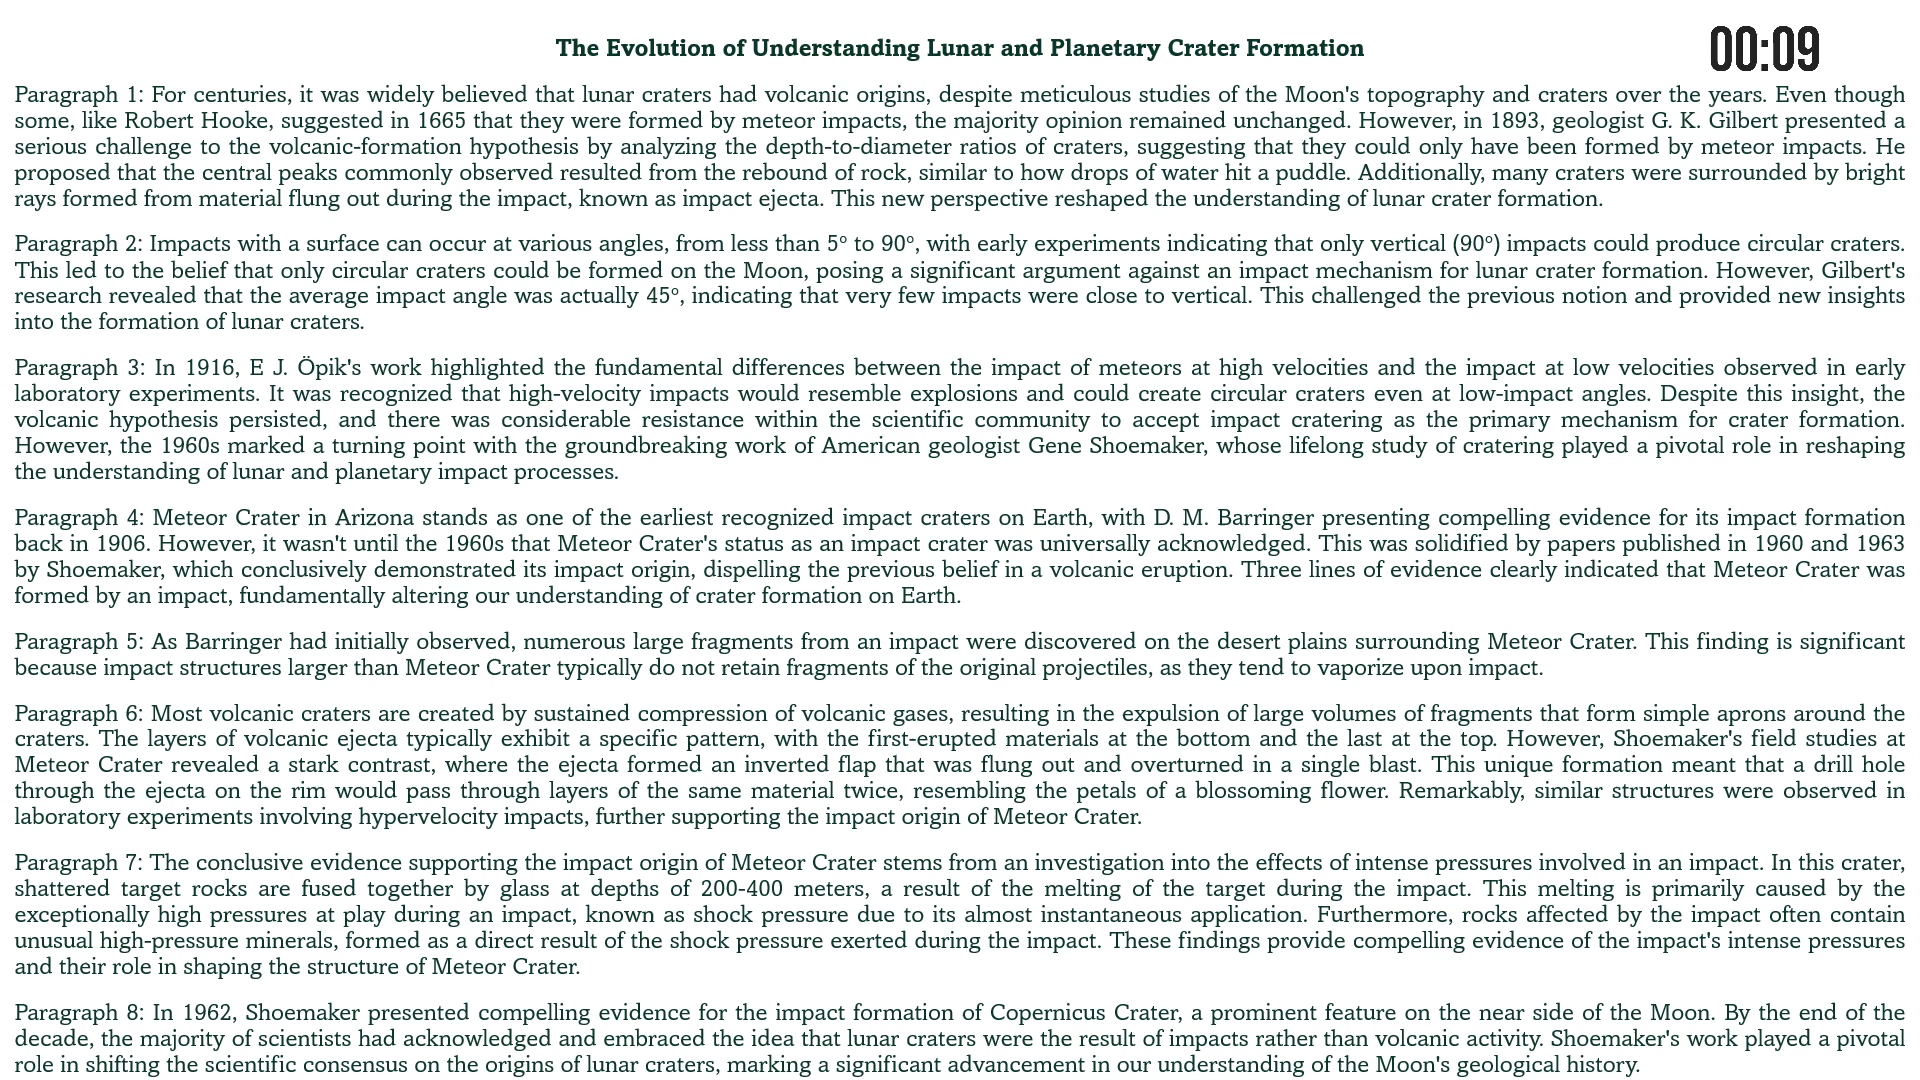 The Evolution of Understanding Lunar and Planetary Crater Formation
00:09
Paragraph 1: For centuries, it was widely believed that lunar craters had volcanic origins, despite meticulous studies of the Moon's topography and craters over the years. Even though
some, like Robert Hooke, suggested in 1665 that they were formed by meteor impacts, the majority opinion remained unchanged. However, in 1893, geologist G. K. Gilbert presented a
serious challenge to the volcanic-formation hypothesis by analyzing the depth-to-diameter ratios of craters, suggesting that they could only have been formed by meteor impacts. He
proposed that the central peaks commonly observed resulted from the rebound of rock, similar to how drops of water hit a puddle. Additionally, many craters were surrounded by bright
rays formed from material flung out during the impact, known as impact ejecta. This new perspective reshaped the understanding of lunar crater formation.
Paragraph 2: Impacts with a surface can occur at various angles, from less than 5° to 90°, with early experiments indicating that only vertical (90°) impacts could produce circular craters.
This led to the belief that only circular craters could be formed on the Moon, posing a significant argument against an impact mechanism for lunar crater formation. However, Gilbert's
research revealed that the average impact angle was actually 45°, indicating that very few impacts were close to vertical. This challenged the previous notion and provided new insights
into the formation of lunar craters.
Paragraph 3: In 1916, E J. Öpik's work highlighted the fundamental differences between the impact of meteors at high velocities and the impact at low velocities observed in early
laboratory experiments. It was recognized that high-velocity impacts would resemble explosions and could create circular craters even at low-impact angles. Despite this insight, the
volcanic hypothesis persisted, and there was considerable resistance within the scientific community to accept impact cratering as the primary mechanism for crater formation.
However, the 1960s marked a turning point with the groundbreaking work of American geologist Gene Shoemaker, whose lifelong study of cratering played a pivotal role in reshaping
the understanding of lunar and planetary impact processes.
Paragraph 4: Meteor Crater in Arizona stands as one of the earliest recognized impact craters on Earth, with D. M. Barringer presenting compelling evidence for its impact formation
back in 1906. However, it wasn't until the 1960s that Meteor Crater's status as an impact crater was universally acknowledged. This was solidified by papers published in 1960 and 1963
by Shoemaker, which conclusively demonstrated its impact origin, dispelling the previous belief in a volcanic eruption. Three lines of evidence clearly indicated that Meteor Crater was
formed by an impact, fundamentally altering our understanding of crater formation on Earth.
Paragraph 5: As Barringer had initially observed, numerous large fragments from an impact were discovered on the desert plains surrounding Meteor Crater. This finding is significant
because impact structures larger than Meteor Crater typically do not retain fragments of the original projectiles, as they tend to vaporize upon impact.
Paragraph 6: Most volcanic craters are created by sustained compression of volcanic gases, resulting in the expulsion of large volumes of fragments that form simple aprons around the
craters. The layers of volcanic ejecta typically exhibit a specific pattern, with the first-erupted materials at the bottom and the last at the top. However, Shoemaker's field studies at
Meteor Crater revealed a stark contrast, where the ejecta formed an inverted flap that was flung out and overturned in a single blast. This unique formation meant that a drill hole
through the ejecta on the rim would pass through layers of the same material twice, resembling the petals of a blossoming flower. Remarkably, similar structures were observed in
laboratory experiments involving hypervelocity impacts, further supporting the impact origin of Meteor Crater.
Paragraph 7: The conclusive evidence supporting the impact origin of Meteor Crater stems from an investigation into the effects of intense pressures involved in an impact. In this crater,
shattered target rocks are fused together by glass at depths of 200-400 meters, a result of the melting of the target during the impact. This melting is primarily caused by the
exceptionally high pressures at play during an impact, known as shock pressure due to its almost instantaneous application. Furthermore, rocks affected by the impact often contain
unusual high-pressure minerals, formed as a direct result of the shock pressure exerted during the impact. These findings provide compelling evidence of the impact's intense pressures
and their role in shaping the structure of Meteor Crater.
Paragraph 8: In 1962, Shoemaker presented compelling evidence for the impact formation of Copernicus Crater, a prominent feature on the near side of the Moon. By the end of the
decade, the majority of scientists had acknowledged and embraced the idea that lunar craters were the result of impacts rather than volcanic activity. Shoemaker's work played a pivotal
role in shifting the scientific consensus on the origins of lunar craters, marking a significant advancement in our understanding of the Moon's geological history.